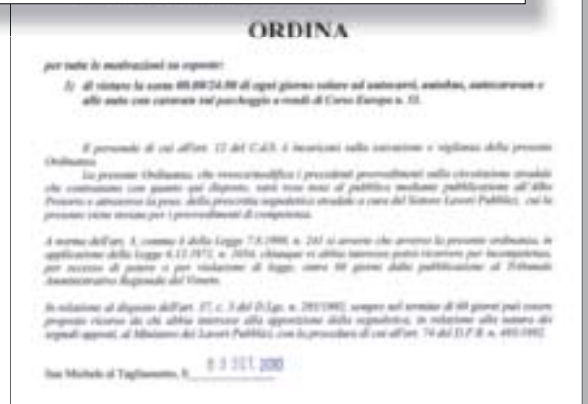 ORDINA
per tutte le motivazioni su esposte:
1) di vietare la sosta 00.00/24.00 di ogni giorno salvo ad autocarri, autobus, autocaravan e
alle auto con caravan nel parcheggio a nord di Corso Europa n.
Il personale di cui all'art. 12 del C.d.S. è incaricato sulla esecuzione e vigilanza della presente
Ordinanza.
La presente Ordinanza, che revoca/modifica i precedenti provvedimenti sulla circolazione stradale
che contrastano con quanto qui disposto, sarà resa nota al pubblico mediante pubblicazione all'Albo
Pretorio e attraverso la posa della prescritta segnaletica stradale a cura del Settore Lavori Pubblici, cui la
presente viene inviata per i provvedimenti di competenza.
A norma dell'art. 3, comma 4 della Legge 7.8.1990, n. 241 si avverte che avverso la presente ordinanza, in
applicazione della Legge 6.12.1971, n. 1034, chiunque vi abbia interesse potrà ricorrere per incompetenza,
per eccesso di potere o per violazione di legge, entro 60 giorni dalla pubblicazione al Tribunale
Amministrativo Regionale del Veneto.
In relazione al disposto dell'art. 37, c. 3 del D.Lgs. n. 285/1992, sempre nel termine di 60 giorni può essere
proposto ricorso da chi abbia interesse alla apposizione della segnaletica, in relazione alla natura dei
segnali apposti, al Ministero dei Lavori Pubblici, con la procedura di cui all'art. 74 del D.P.R. n. 495/1992.
San Michele al Tagliamento, lì 2010